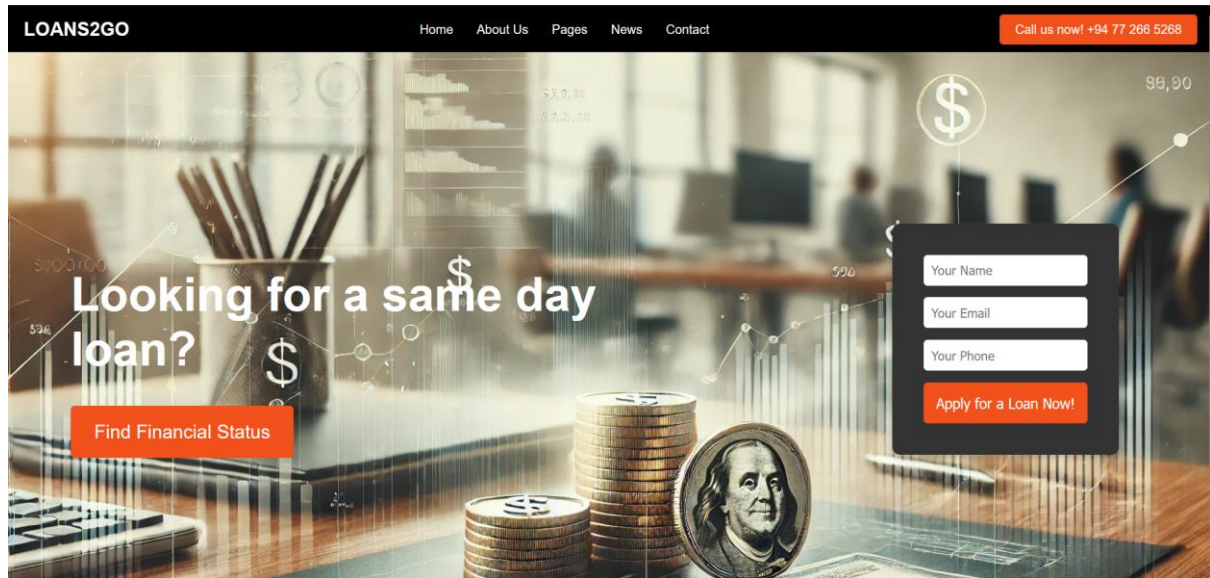 LOANS2GO
Home About Us Pages News Contact
Call us now! +94 77 266 5268
Looking for a same day
loan?
Find Financial Status
Your Name
Your Email
Your Phone
Apply for a Loan Now!